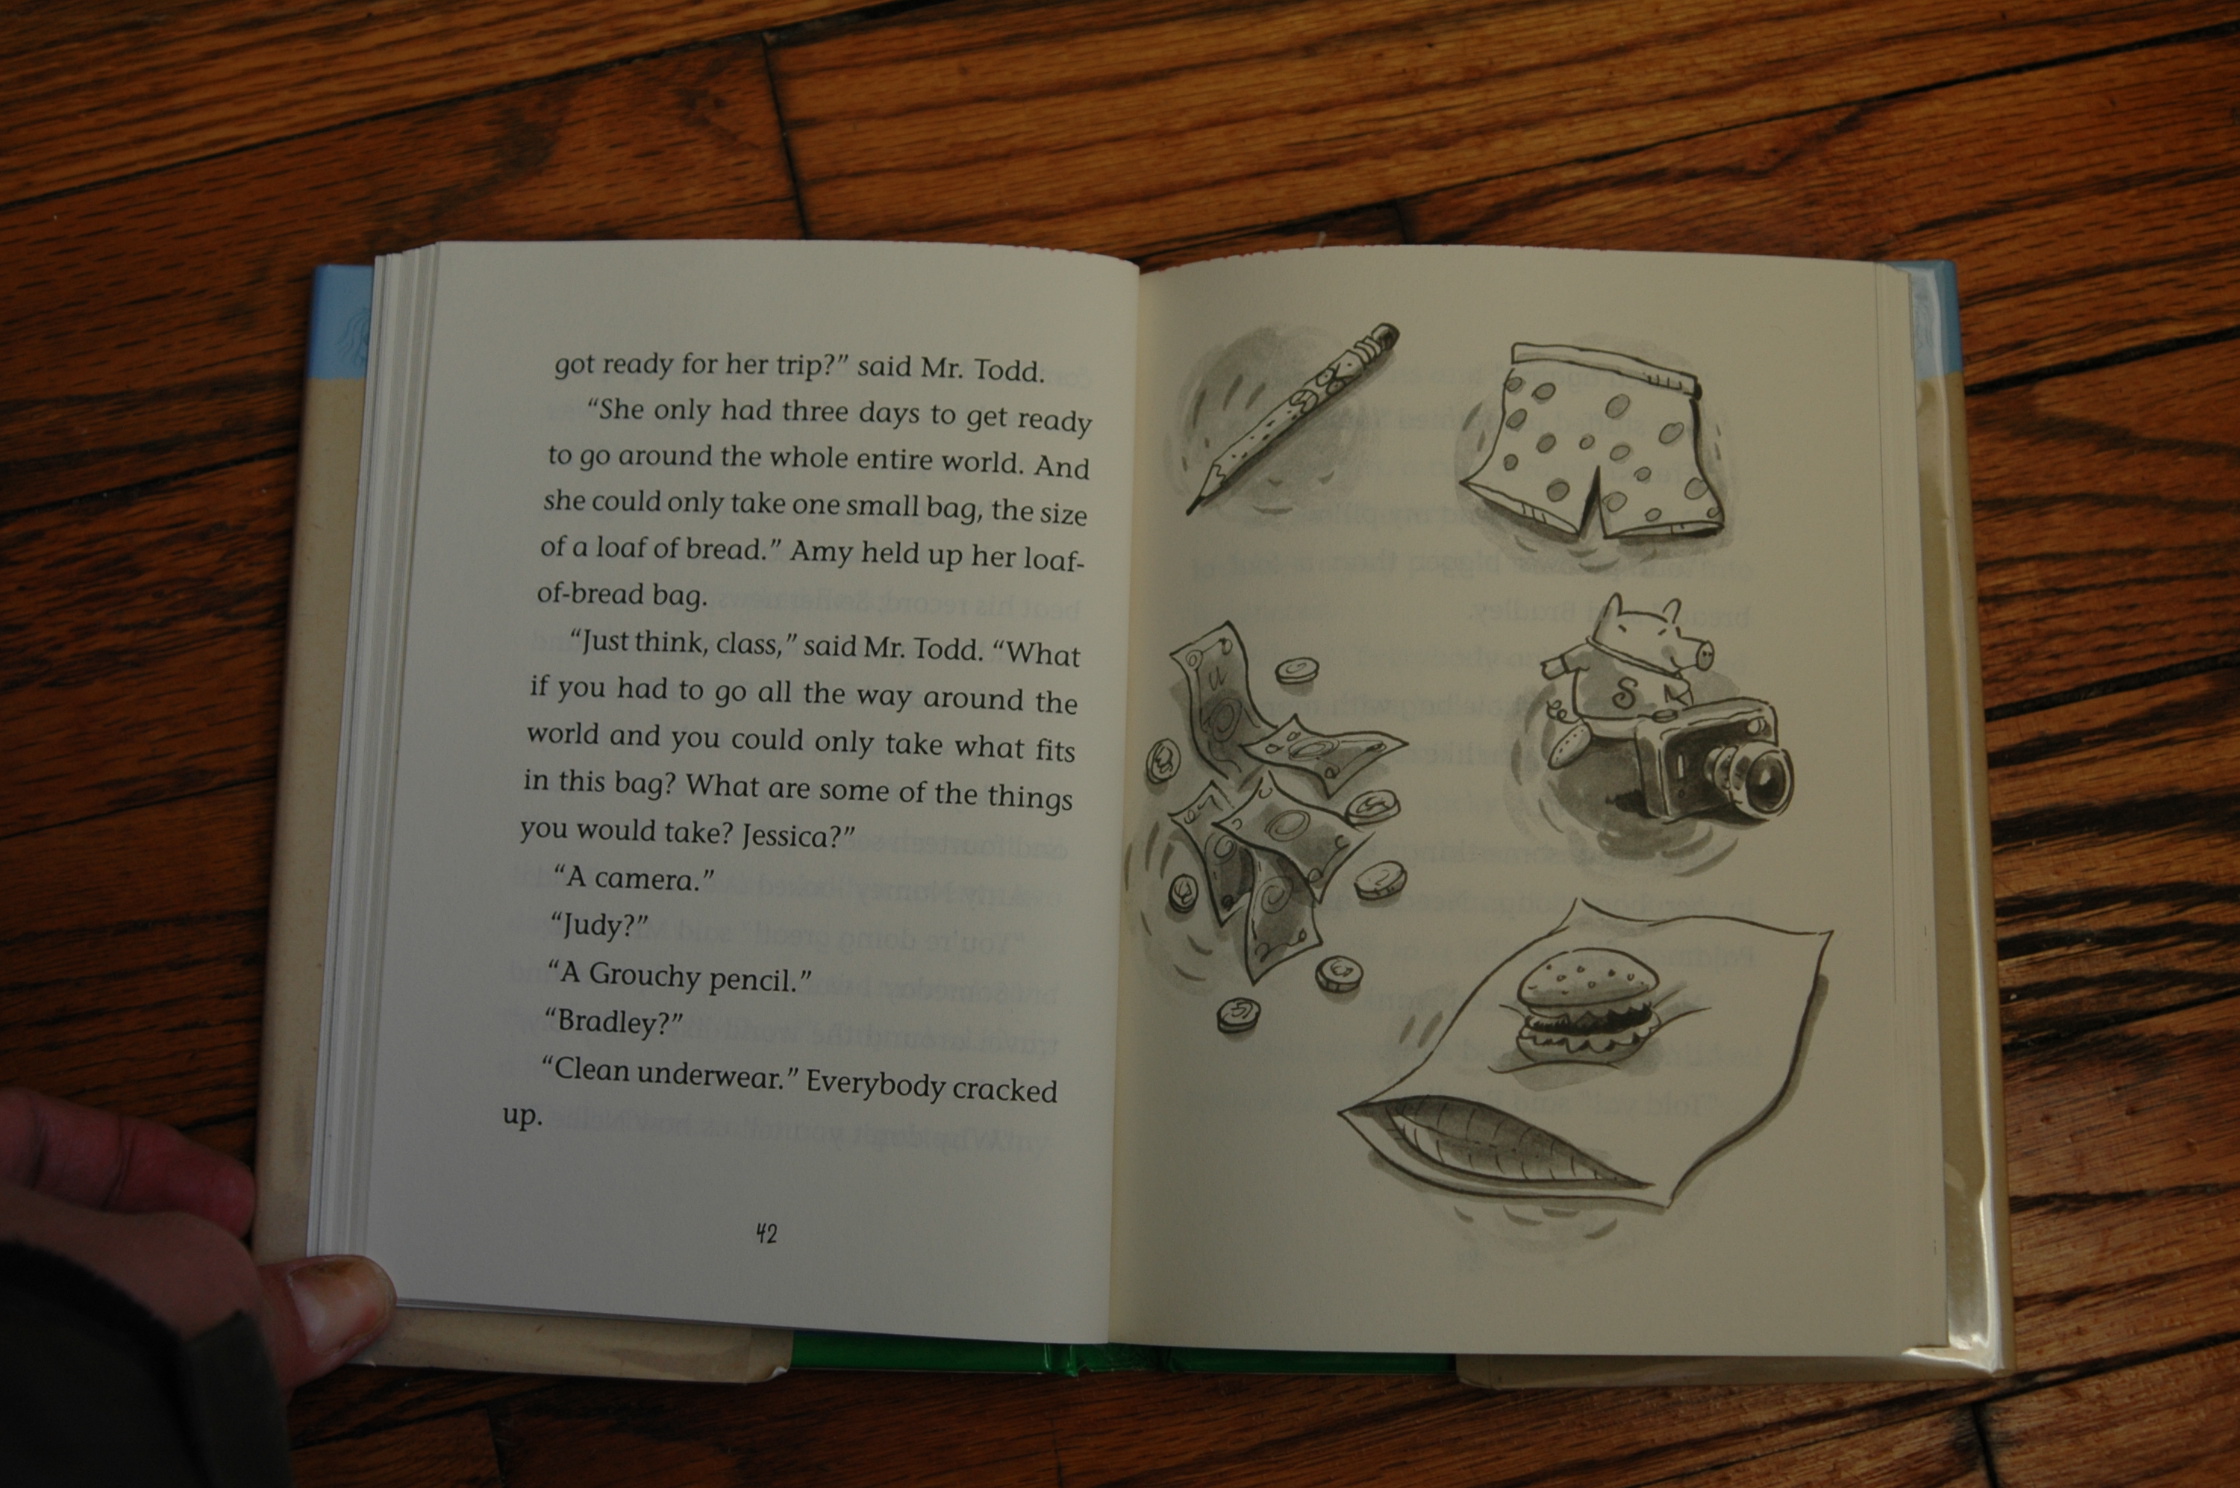 got ready for her trip?” said Mr. Todd.
“She only had three days to get ready
to go around the whole entire world. And
she could only take one small bag, the size
of a loaf of bread.” Amy held up her loaf-
of-bread bag.
“Just think, class,” said Mr. Todd. “What
if you had to go all the way around the
world and you could only take what fits
in this bag? What are some of the things
you would take? Jessica?”
“A camera.”
“Judy?”
“A Grouchy pencil.”
“Bradley?”
“Clean underwear.” Everybody cracked
up.
42
S